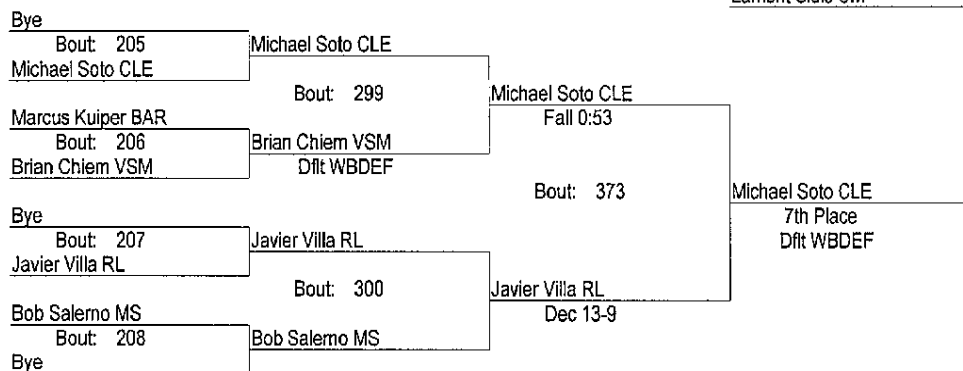 Bye
Bout: 205
Michael Soto CLE
Michael Soto CLE
Bout: 299
Marcus Kuiper BAR
Bout: 206
Brian Chiem VSM
Brian Chiem VSM
Dflt WBDEF
Michael Soto CLE
Fall 0:53
Bout: 373
Bye
Bout: 207
Javier Villa RL
Javier Villa RL
Bout: 300
Bob Salerno MS
Bout: 208
Bye
Bob Salerno MS
Javier Villa RL
Dec 13-9
Michael Soto CLE
7th Place
Dflt WBDEF